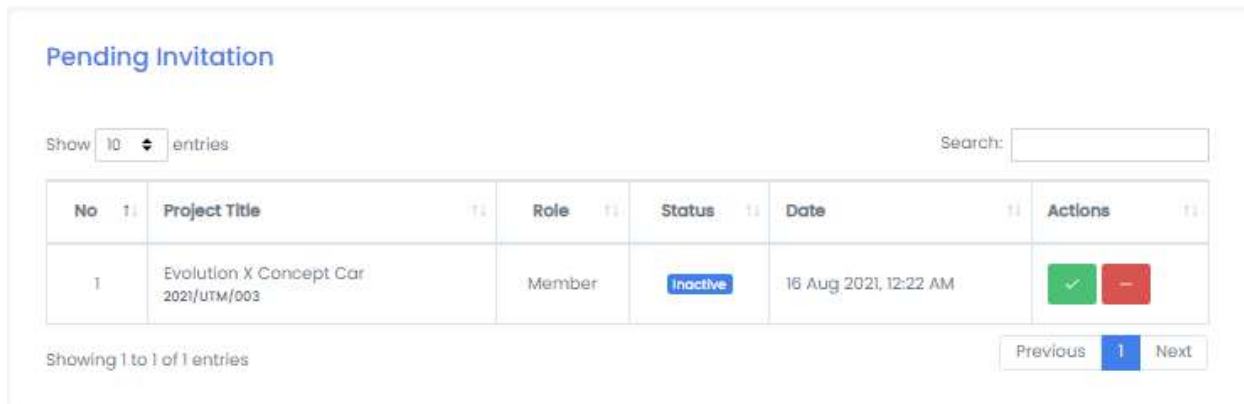 Pending Invitation
Show 10 entries
Search:
No Project Title Role Status Date Actions
1 Evolution X Concept Car Member Inactive 16 Aug 2021, 12:22 AM
2021/UTM/003
Showing 1 to 1 of 1 entries
Previous 1 Next